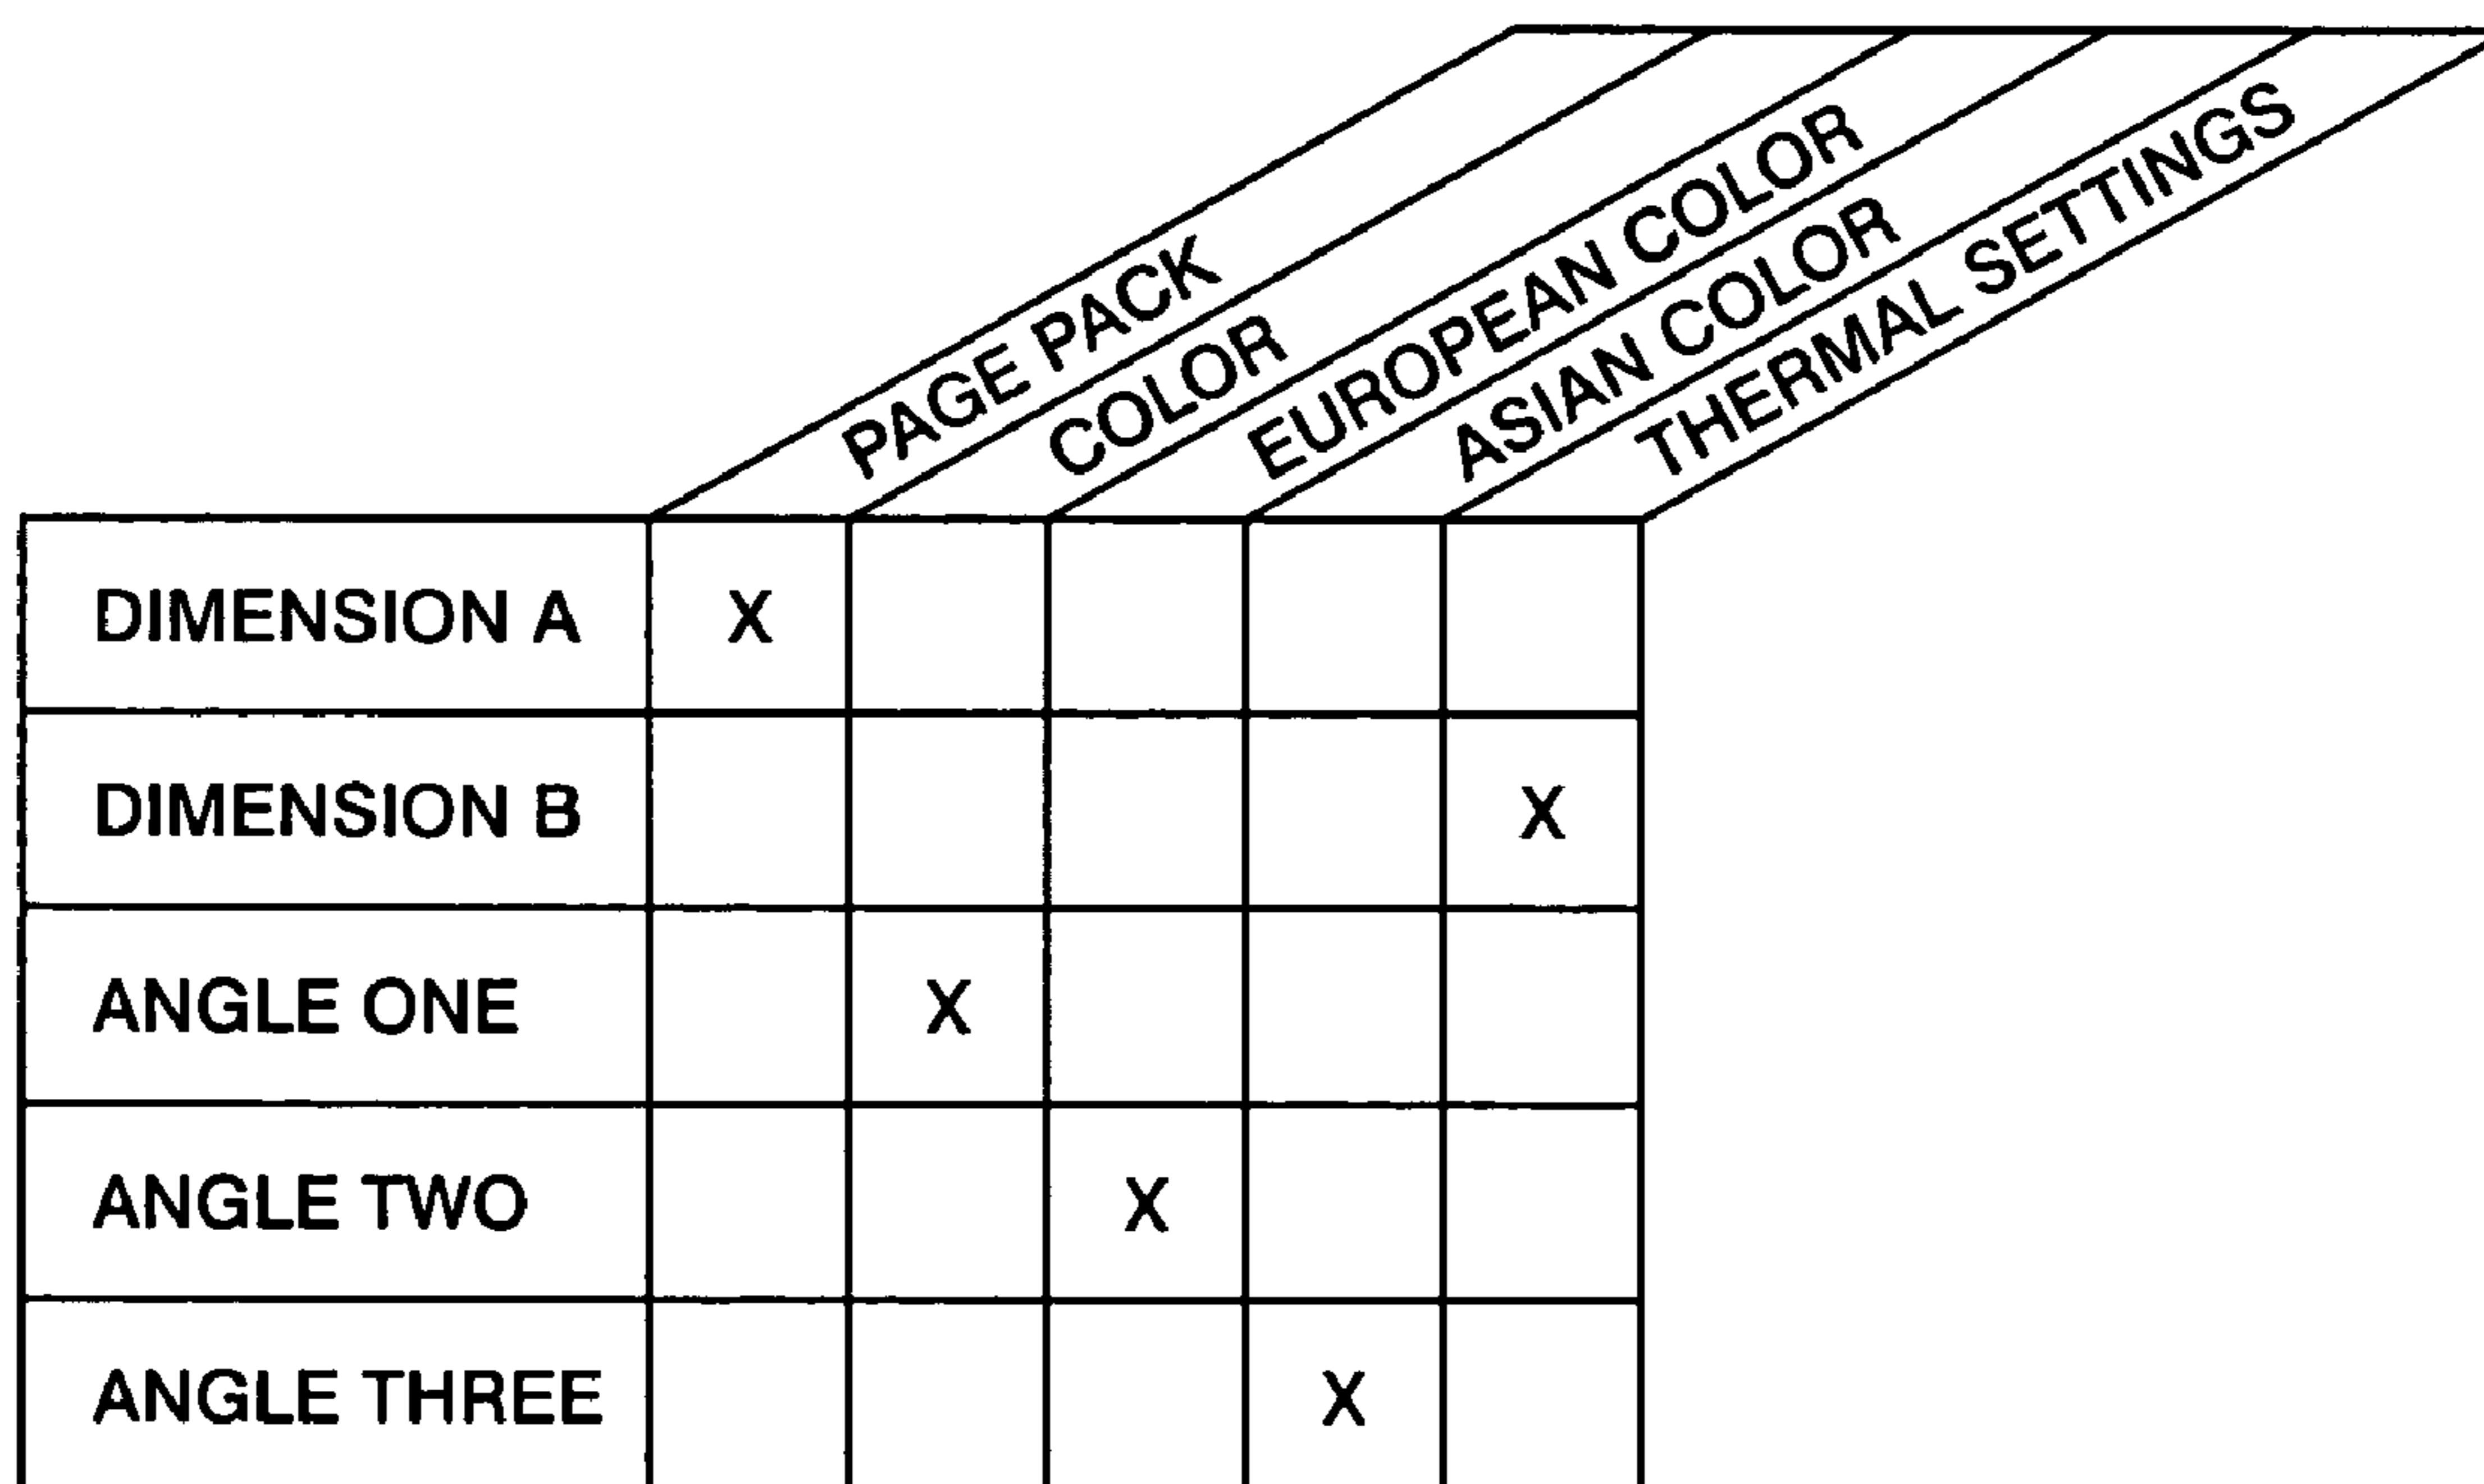 PAGE PACK
COLOR
EUROPEAN COLOR
ASIAN COLOR
THERMAL SETTINGS
DIMENSION A X
DIMENSION B X
ANGLE ONE X
ANGLE TWO X
ANGLE THREE X